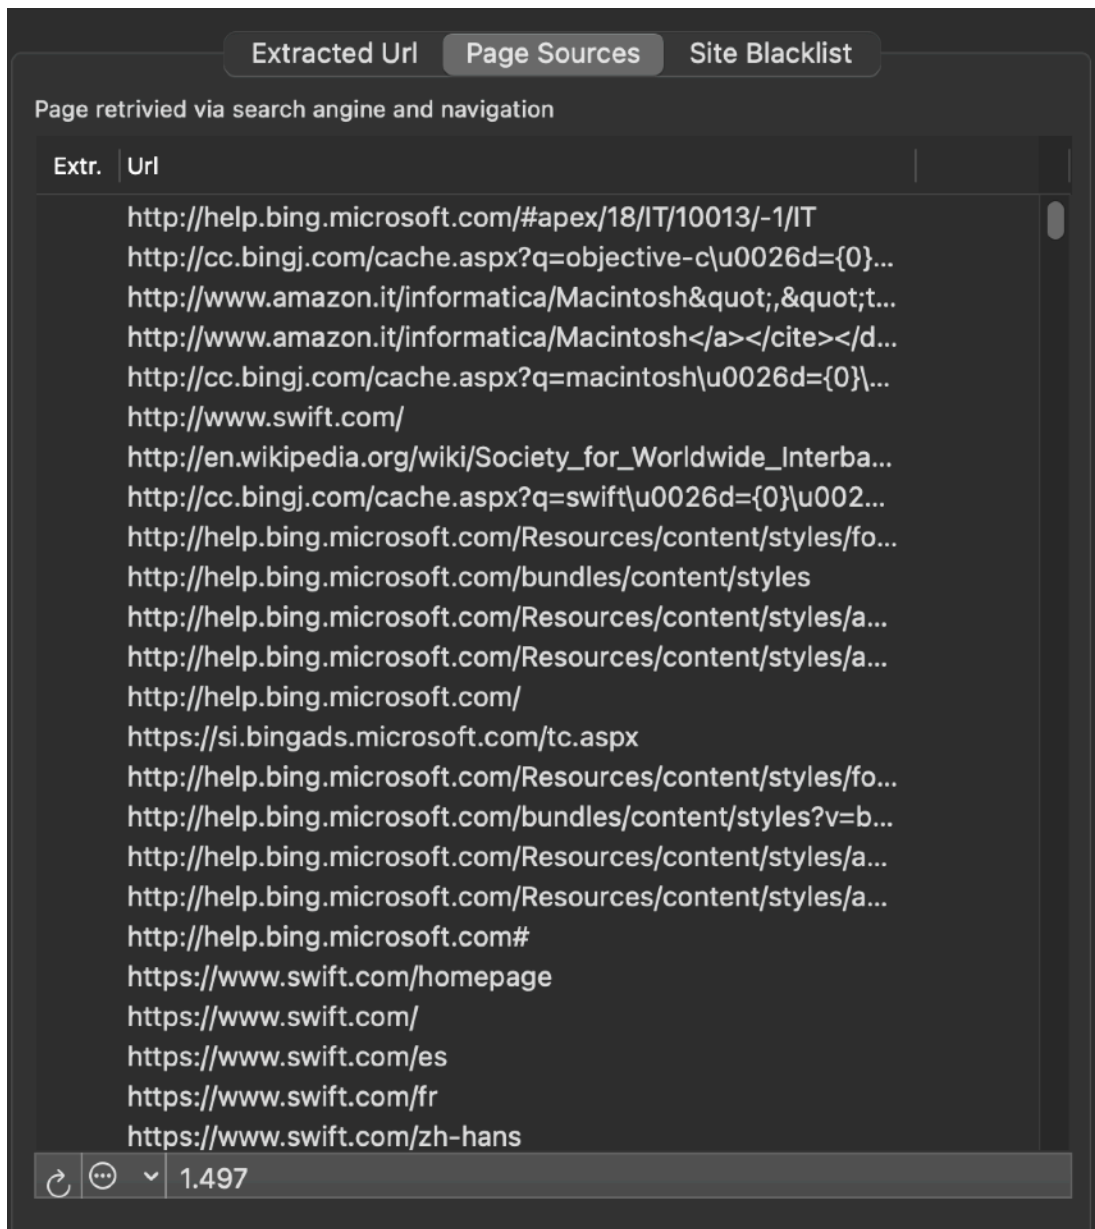 Extracted Url Page Sources Site Blacklist
Page retrivied via search angine and navigation
Extr. Url
http://help.bing.microsoft.com/#apex/18/IT/10013/-1/IT
http://cc.bingj.com/cache.aspx?q=objective-c\u0026d={0}...
http://www.amazon.it/informatica/Macintosh&quot;,&quot;t...
http://www.amazon.it/informatica/Macintosh</a></cite></d...
http://cc.bingj.com/cache.aspx?q=macintosh\u0026d={0}\...
http://www.swift.com/
http://en.wikipedia.org/wiki/Society_for_Worldwide_Interba...
http://cc.bingj.com/cache.aspx?q=swift\u0026d={0}\u002...
http://help.bing.microsoft.com/Resources/content/styles/fo...
http://help.bing.microsoft.com/bundles/content/styles
http://help.bing.microsoft.com/Resources/content/styles/a...
http://help.bing.microsoft.com/Resources/content/styles/a...
http://help.bing.microsoft.com/
https://si.bingads.microsoft.com/tc.aspx
http://help.bing.microsoft.com/Resources/content/styles/fo...
http://help.bing.microsoft.com/bundles/content/styles?v=b...
http://help.bing.microsoft.com/Resources/content/styles/a...
http://help.bing.microsoft.com/Resources/content/styles/a...
http://help.bing.microsoft.com#
https://www.swift.com/homepage
https://www.swift.com/
https://www.swift.com/es
https://www.swift.com/fr
https://www.swift.com/zh-hans
1.497